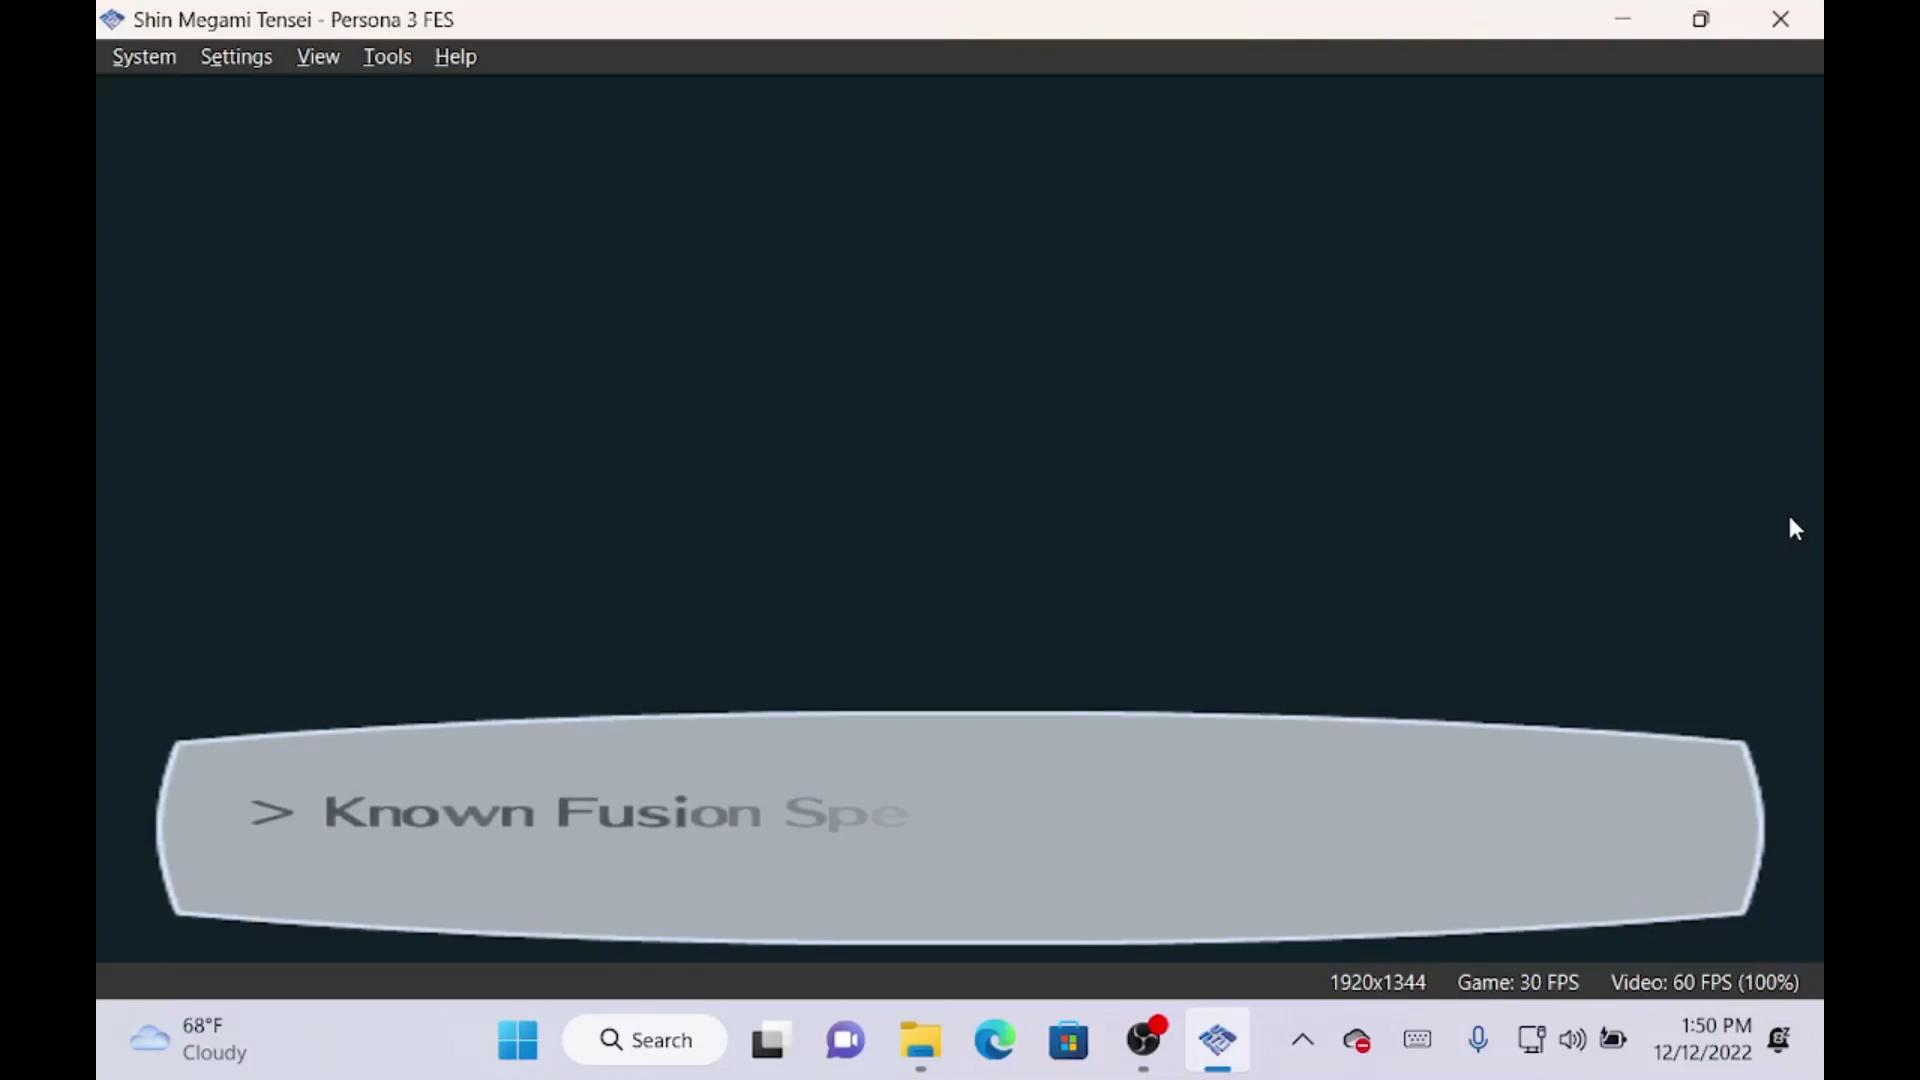 Shin Megami Tensei - Persona 3 FES
System Settings View Tools Help
> Known Fusion Spe
1920x1344 Game: 30 FPS Video: 60 FPS (100%)
68°F
Cloudy
Search
1:50 PM
12/12/2022